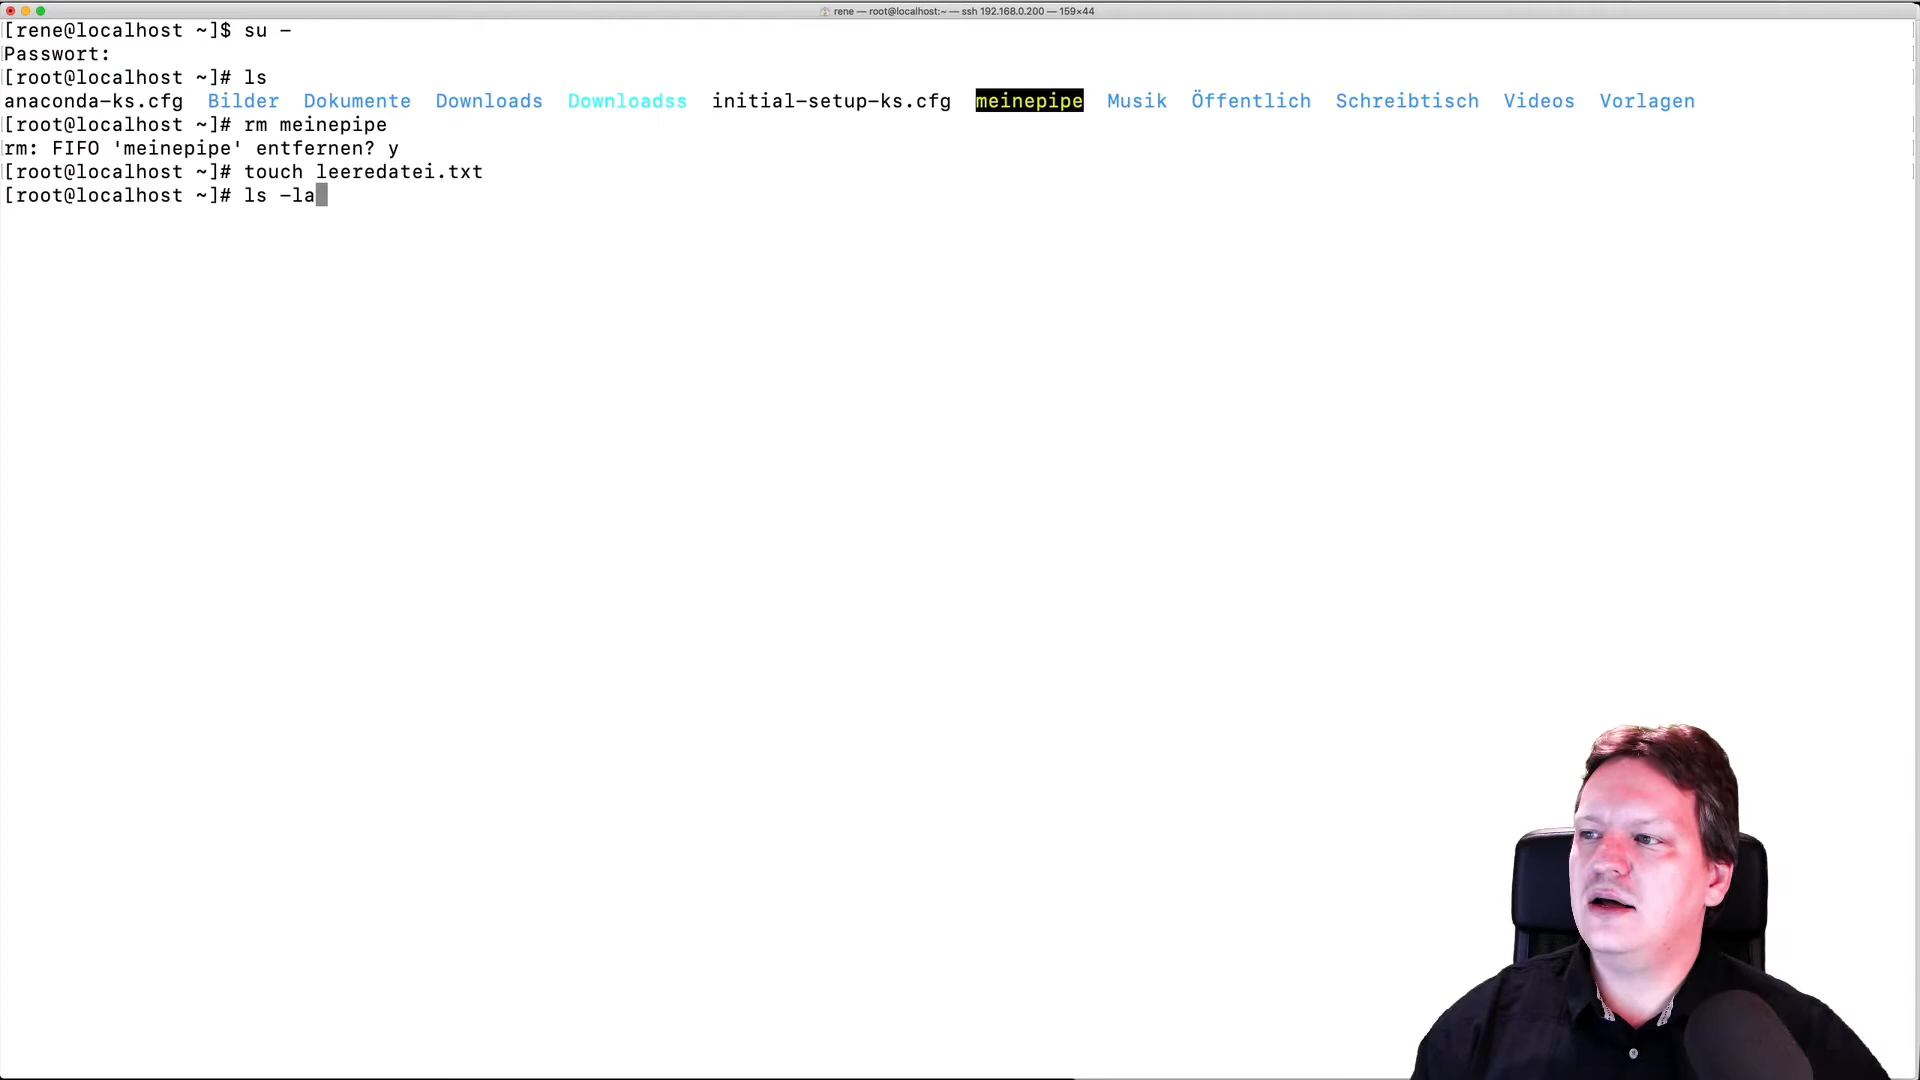 rene — root@localhost:~ — ssh 192.168.0.200 — 159×44
[rene@localhost ~]$ su -
Passwort:
[root@localhost ~]# ls
anaconda-ks.cfg Bilder Dokumente Downloads Downloadss initial-setup-ks.cfg meinepipe Musik Öffentlich Schreibtisch Videos Vorlagen
[root@localhost ~]# rm meinepipe
rm: FIFO 'meinepipe' entfernen? y
[root@localhost ~]# touch leeredatei.txt
[root@localhost ~]# ls -la